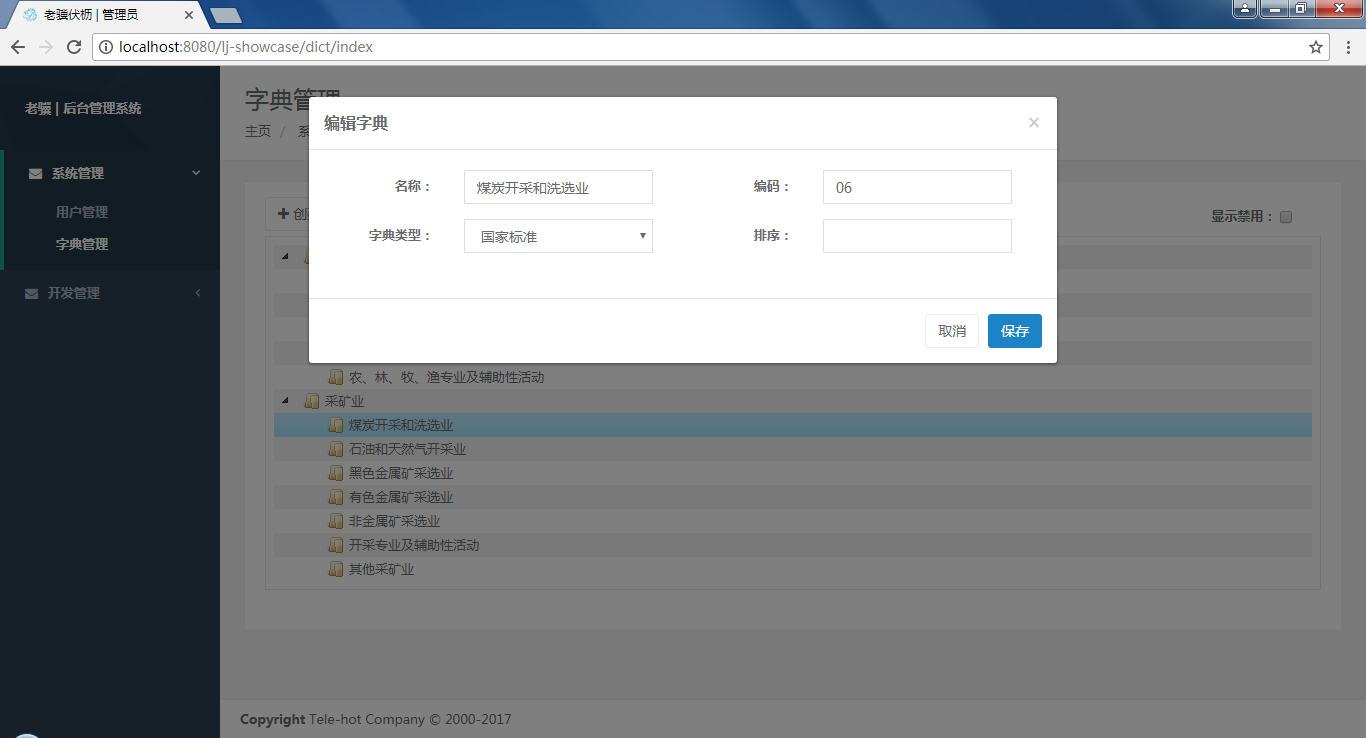 老骥伏枥 | 管理员
localhost:8080/lj-showcase/dict/index
老骥 | 后台管理系统
系统管理
用户管理
字典管理
开发管理
字典管理
主页 / 系
编辑字典 ×
名称： 煤炭开采和洗选业 编码： 06
字典类型： 国家标准 排序：
取消 保存
创
显示禁用：
农、林、牧、渔专业及辅助性活动
采矿业
煤炭开采和洗选业
石油和天然气开采业
黑色金属矿采选业
有色金属矿采选业
非金属矿采选业
开采专业及辅助性活动
其他采矿业
Copyright Tele-hot Company © 2000-2017